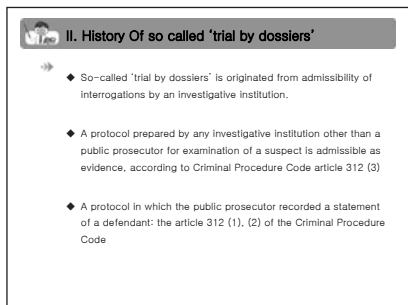 II. History Of so called ‘trial by dossiers’
◆ So-called ‘trial by dossiers’ is originated from admissibility of
interrogations by an investigative institution.
◆ A protocol prepared by any investigative institution other than a
public prosecutor for examination of a suspect is admissible as
evidence, according to Criminal Procedure Code article 312 (3)
◆ A protocol in which the public prosecutor recorded a statement
of a defendant: the article 312 (1), (2) of the Criminal Procedure
Code